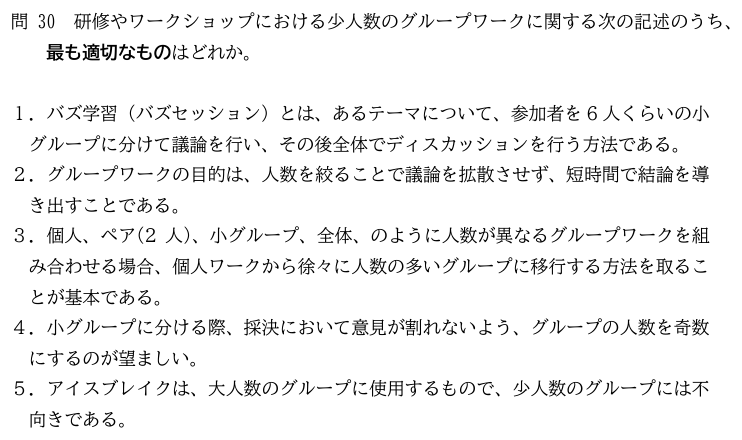 問 30　研修やワークショップにおける少人数のグループワークに関する次の記述のうち、
最も適切なものはどれか。
１．バズ学習（バズセッション）とは、あるテーマについて、参加者を６人くらいの小
グループに分けて議論を行い、その後全体でディスカッションを行う方法である。
２．グループワークの目的は、人数を絞ることで議論を拡散させず、短時間で結論を導
き出すことである。
３．個人、ペア(2 人)、小グループ、全体、のように人数が異なるグループワークを組
み合わせる場合、個人ワークから徐々に人数の多いグループに移行する方法を取るこ
とが基本である。
４．小グループに分ける際、採決において意見が割れないよう、グループの人数を奇数
にするのが望ましい。
５．アイスブレイクは、大人数のグループに使用するもので、少人数のグループには不
向きである。